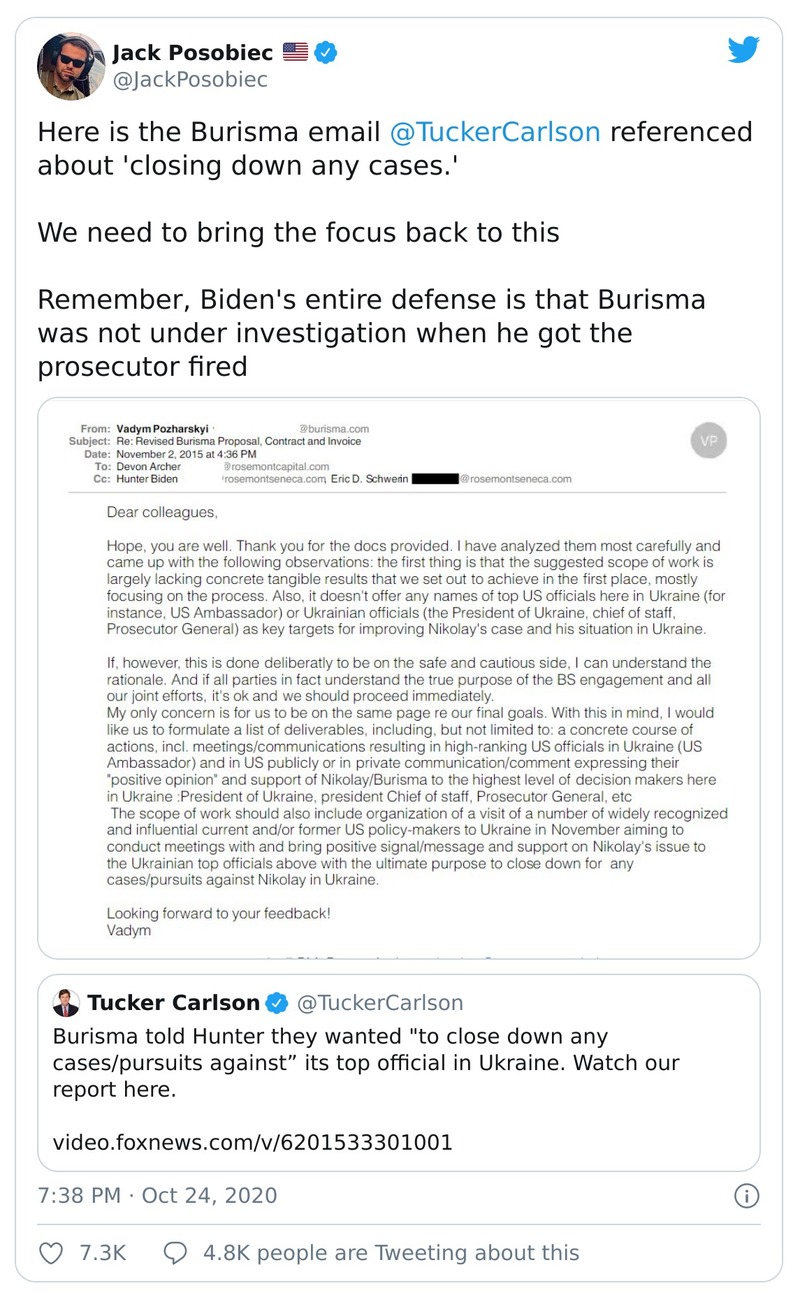 Jack Posobiec 🇺🇸
@JackPosobiec
Here is the Burisma email @TuckerCarlson referenced
about 'closing down any cases.'
We need to bring the focus back to this
Remember, Biden's entire defense is that Burisma
was not under investigation when he got the
prosecutor fired
From: Vadym Pozharskyi @burisma.com
Subject: Re: Revised Burisma Proposal, Contract and Invoice
Date: November 2, 2015 at 4:36 PM
To: Devon Archer @rosemontcapital.com
Cc: Hunter Biden rosemontseneca.com, Eric D. Schwerin @rosemontseneca.com
VP
Dear colleagues,
Hope, you are well. Thank you for the docs provided. I have analyzed them most carefully and
came up with the following observations: the first thing is that the suggested scope of work is
largely lacking concrete tangible results that we set out to achieve in the first place, mostly
focusing on the process. Also, it doesn't offer any names of top US officials here in Ukraine (for
instance, US Ambassador) or Ukrainian officials (the President of Ukraine, chief of staff,
Prosecutor General) as key targets for improving Nikolay's case and his situation in Ukraine.
If, however, this is done deliberatly to be on the safe and cautious side, I can understand the
rationale. And if all parties in fact understand the true purpose of the BS engagement and all
our joint efforts, it's ok and we should proceed immediately.
My only concern is for us to be on the same page re our final goals. With this in mind, I would
like us to formulate a list of deliverables, including, but not limited to: a concrete course of
actions, incl. meetings/communications resulting in high-ranking US officials in Ukraine (US
Ambassador) and in US publicly or in private communication/comment expressing their
"positive opinion" and support of Nikolay/Burisma to the highest level of decision makers here
in Ukraine :President of Ukraine, president Chief of staff, Prosecutor General, etc
The scope of work should also include organization of a visit of a number of widely recognized
and influential current and/or former US policy-makers to Ukraine in November aiming to
conduct meetings with and bring positive signal/message and support on Nikolay's issue to
the Ukrainian top officials above with the ultimate purpose to close down for any
cases/pursuits against Nikolay in Ukraine.
Looking forward to your feedback!
Vadym
Tucker Carlson @TuckerCarlson
Burisma told Hunter they wanted "to close down any
cases/pursuits against” its top official in Ukraine. Watch our
report here.
video.foxnews.com/v/6201533301001
7:38 PM · Oct 24, 2020
7.3K 4.8K people are Tweeting about this